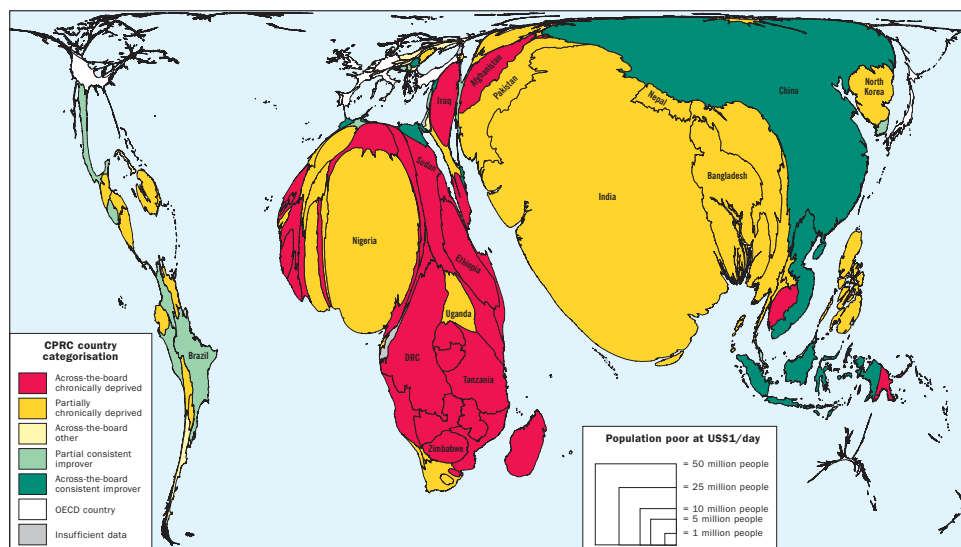 Afghanistan
Iraq
Pakistan
China
North
Korea
Nepal
Sudan
Bangladesh
India
Nigeria
Ethiopia
Uganda
Brazil
DRC
Tanzania
Zimbabwe
CPRC country
categorisation
Across-the-board
chronically deprived
Partially
chronically deprived
Across-the-board
other
Partial consistent
improver
Across-the-board
consistent improver
OECD country
Insufficient data
Population poor at US$1/day
= 50 million people
= 25 million people
= 10 million people
= 5 million people
= 1 million people